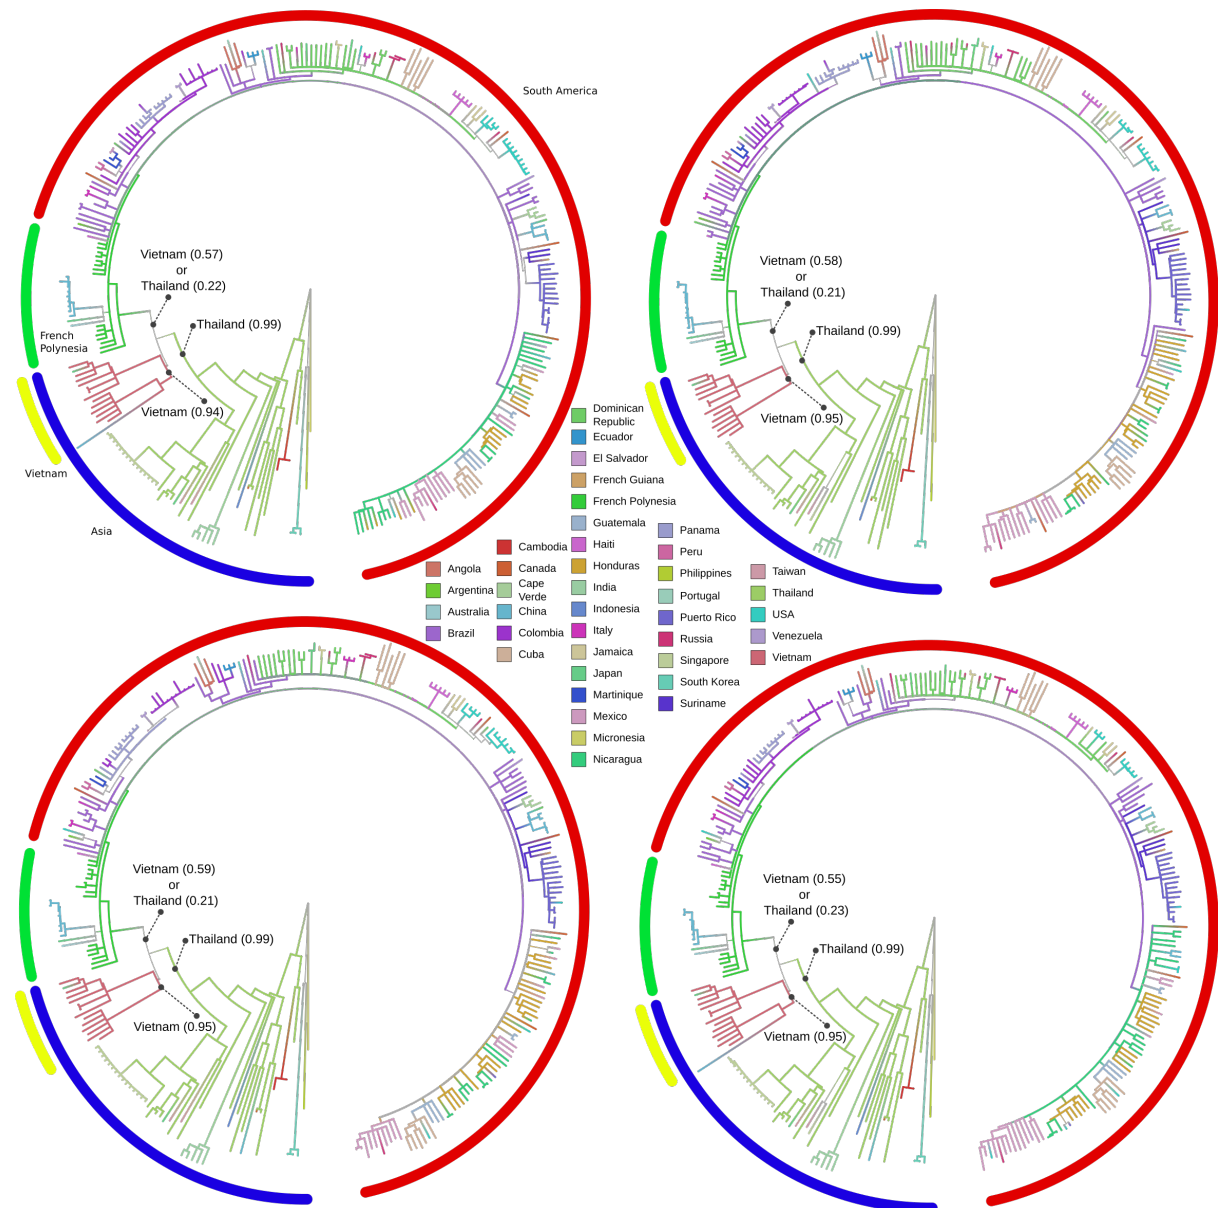 South America
Vietnam (0.57)
or
Thailand (0.22)
Thailand (0.99)
French
Polynesia
Vietnam (0.94)
Vietnam
Asia
Vietnam (0.58)
or
Thailand (0.21)
Thailand (0.99)
Vietnam (0.95)
Angola
Argentina
Australia
Brazil
Cambodia
Canada
Cape
Verde
China
Colombia
Cuba
Dominican
Republic
Ecuador
El Salvador
French Guiana
French Polynesia
Guatemala
Haiti
Honduras
India
Indonesia
Italy
Jamaica
Japan
Martinique
Mexico
Micronesia
Nicaragua
Panama
Peru
Philippines
Portugal
Puerto Rico
Russia
Singapore
South Korea
Suriname
Taiwan
Thailand
USA
Venezuela
Vietnam
Vietnam (0.59)
or
Thailand (0.21)
Thailand (0.99)
Vietnam (0.95)
Vietnam (0.55)
or
Thailand (0.23)
Thailand (0.99)
Vietnam (0.95)